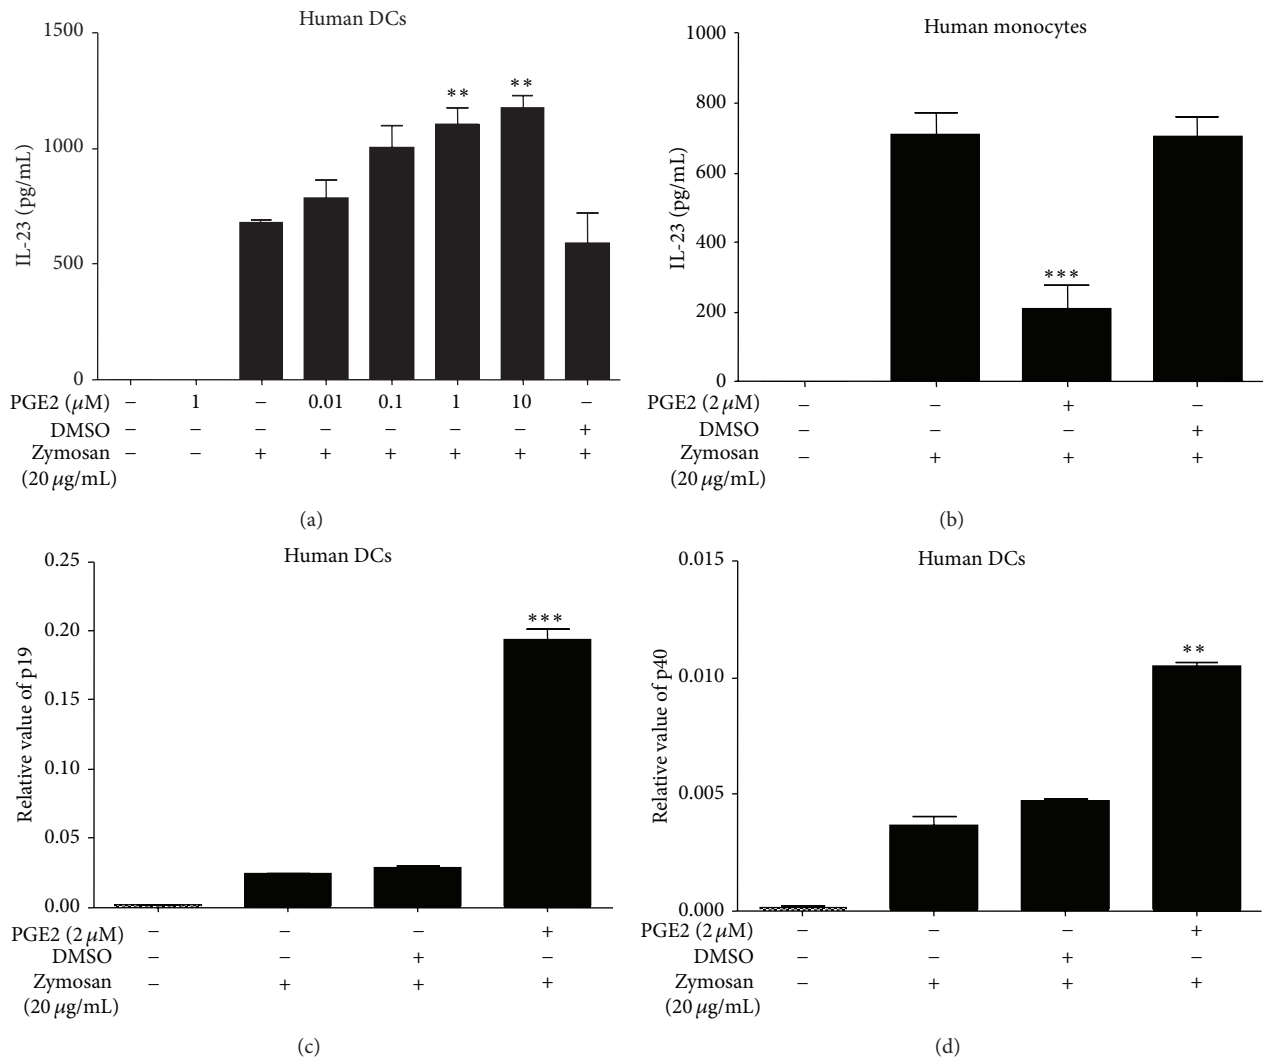 Human DCs
1500
1000
500
0
IL-23 (pg/mL)
** **
PGE2 (μM) − 1 − 0.01 0.1 1 10 −
DMSO − − − − − − − +
Zymosan − − + + + + + +
(20 μg/mL)
(a)
Human monocytes
1000
800
600
400
200
0
IL-23 (pg/mL)
***
PGE2 (2 μM) − − + −
DMSO − − − +
Zymosan − + + +
(20 μg/mL)
(b)
Human DCs
0.25
0.20
0.15
0.10
0.05
0.00
Relative value of p19
***
PGE2 (2 μM) − − − +
DMSO − − + −
Zymosan − + + +
(20 μg/mL)
(c)
Human DCs
0.015
0.010
0.005
0.000
Relative value of p40
**
PGE2 (2 μM) − − − +
DMSO − − + −
Zymosan − + + +
(20 μg/mL)
(d)